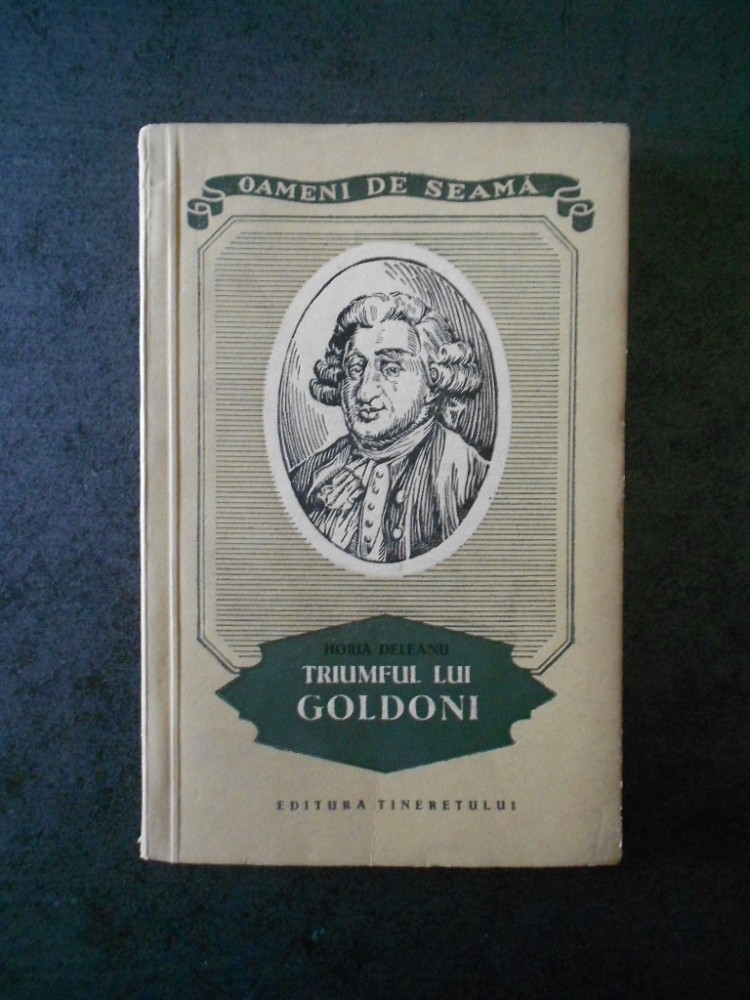 OAMENI DE SEAMĂ
HORIA DELEANU
TRIUMFUL LUI
GOLDONI
EDITURA TINERETULUI